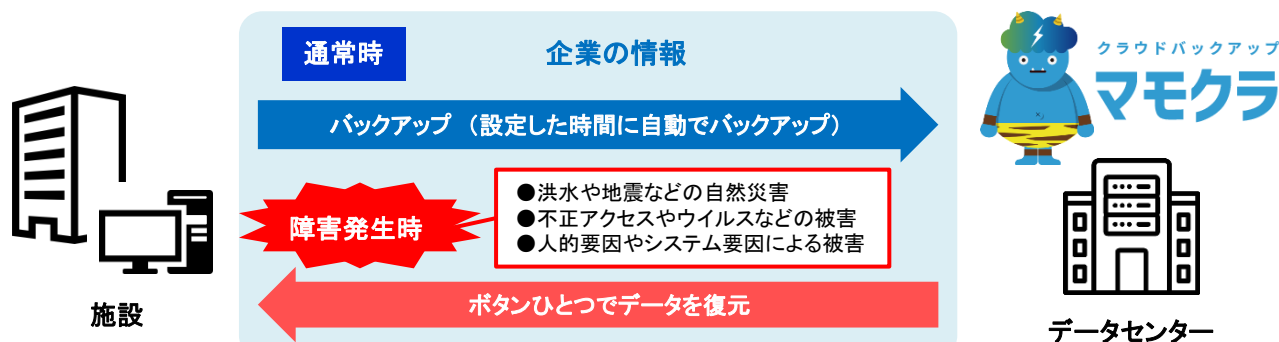 通常時
企業の情報
クラウドバックアップ
マモクラ
バックアップ (設定した時間に自動でバックアップ)
障害発生時
●洪水や地震などの自然災害
●不正アクセスやウイルスなどの被害
●人的要因やシステム要因による被害
ボタンひとつでデータを復元
施設
データセンター